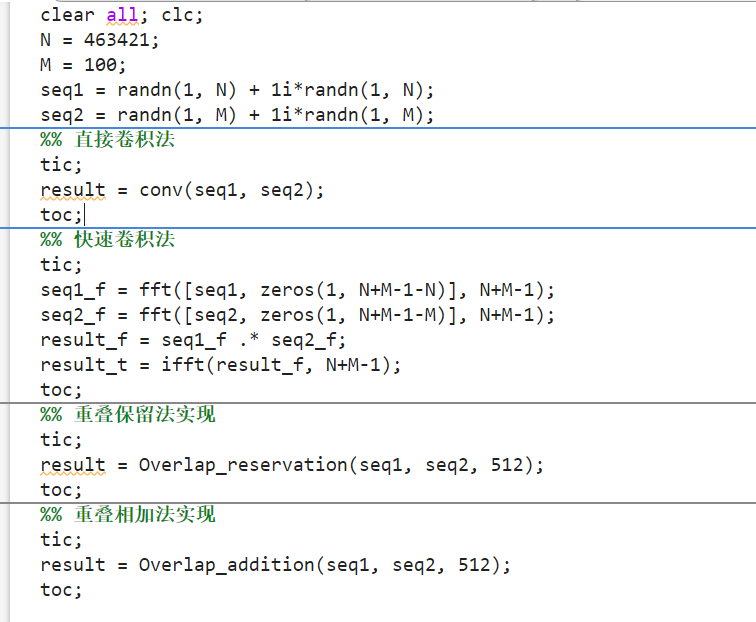 clear all; clc;
N = 463421;
M = 100;
seq1 = randn(1, N) + 1i*randn(1, N);
seq2 = randn(1, M) + 1i*randn(1, M);
%% 直接卷积法
tic;
result = conv(seq1, seq2);
toc;
%% 快速卷积法
tic;
seq1_f = fft([seq1, zeros(1, N+M-1-N)], N+M-1);
seq2_f = fft([seq2, zeros(1, N+M-1-M)], N+M-1);
result_f = seq1_f .* seq2_f;
result_t = ifft(result_f, N+M-1);
toc;
%% 重叠保留法实现
tic;
result = Overlap_reservation(seq1, seq2, 512);
toc;
%% 重叠相加法实现
tic;
result = Overlap_addition(seq1, seq2, 512);
toc;